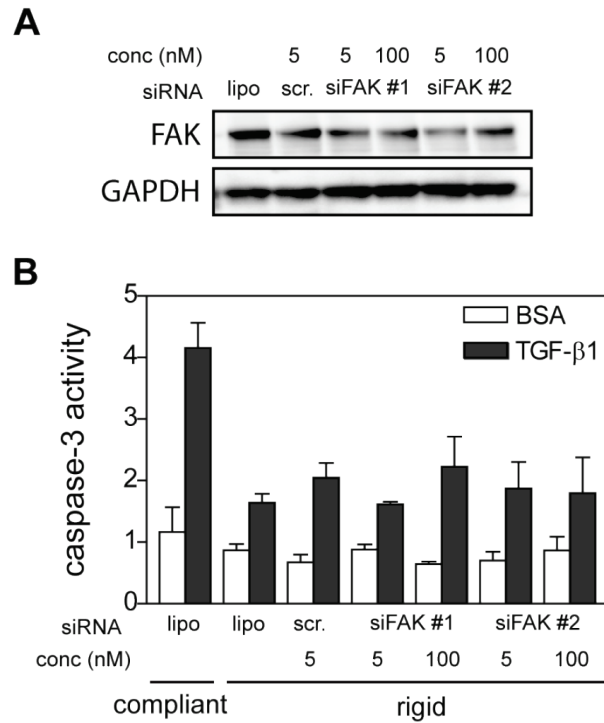 A
conc (nM) 5 5 100 5 100
siRNA lipo scr. siFAK #1 siFAK #2
FAK
GAPDH
B
5
4
3
2
1
0
caspase-3 activity
BSA
TGF-β1
siRNA lipo lipo scr. siFAK #1 siFAK #2
conc (nM) 5 5 100 5 100
compliant rigid